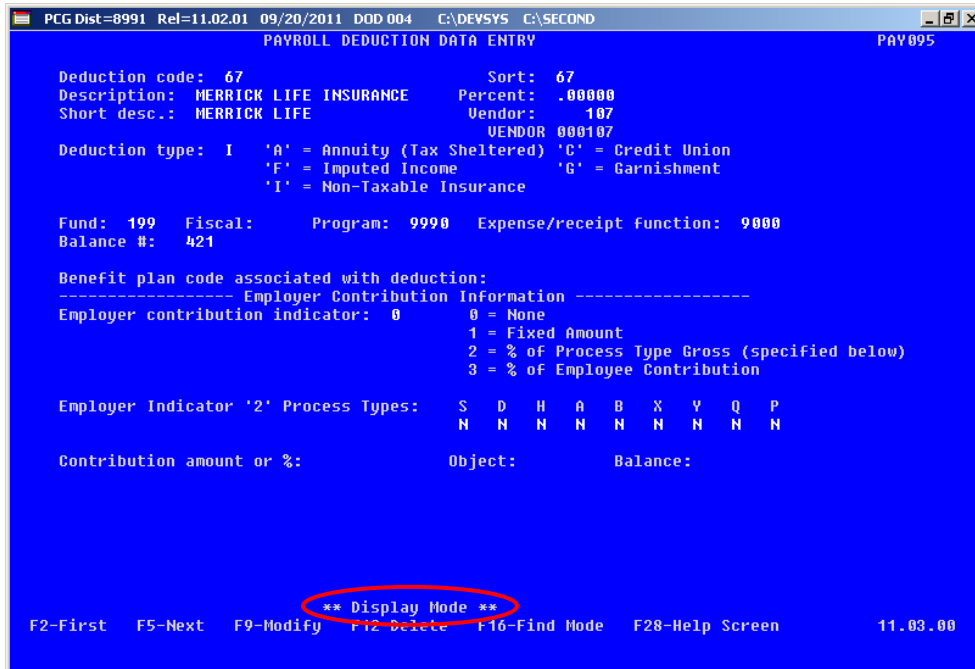 PCG Dist=8991 Rel=11.02.01 09/20/2011 DOD 004 C:\DEVSYS C:\SECOND
PAYROLL DEDUCTION DATA ENTRY PAY095
Deduction code: 67 Sort: 67
Description: MERRICK LIFE INSURANCE Percent: .00000
Short desc.: MERRICK LIFE Vendor: 107
VENDOR 000107
Deduction type: I 'A' = Annuity (Tax Sheltered) 'C' = Credit Union
'F' = Imputed Income 'G' = Garnishment
'I' = Non-Taxable Insurance
Fund: 199 Fiscal: Program: 9990 Expense/receipt function: 9000
Balance #: 421
Benefit plan code associated with deduction:
------------------ Employer Contribution Information ------------------
Employer contribution indicator: 0 0 = None
1 = Fixed Amount
2 = % of Process Type Gross (specified below)
3 = % of Employee Contribution
Employer Indicator '2' Process Types: S D H A B X Y Q P
N N N N N N N N N
Contribution amount or %: Object: Balance:
** Display Mode **
F2-First F5-Next F9-Modify F12-Delete F16-Find Mode F28-Help Screen 11.03.00